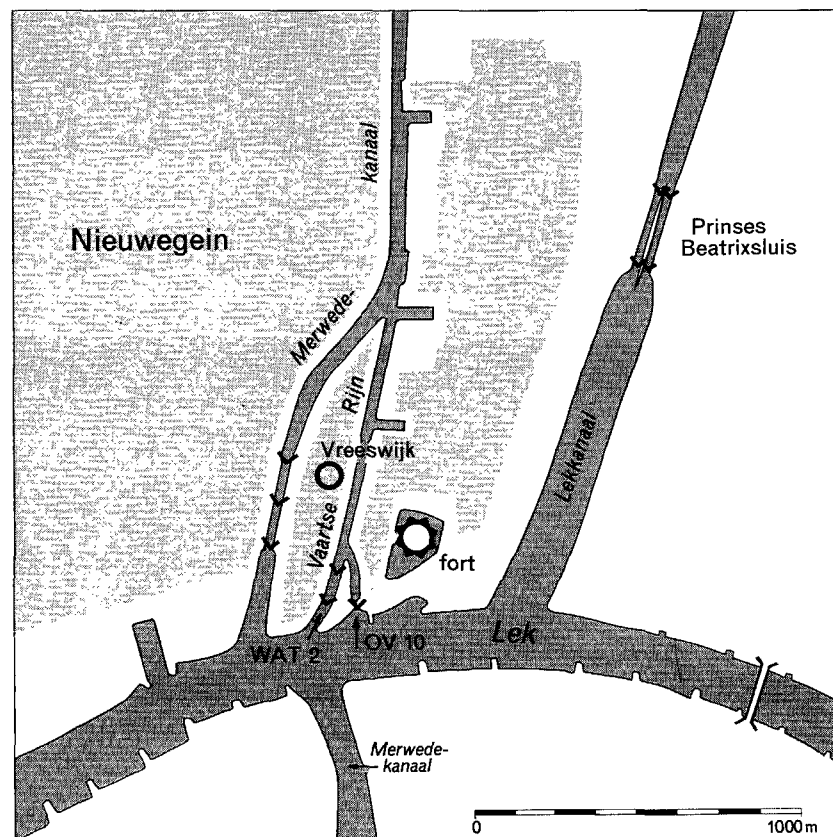 kanaal
Nieuwegein
Prinses
Beatrixsluis
Merwede-
Rijn
Vreeswijk
Lekkanaal
Vaartse
fort
WAT 2
OV 10
Lek
Merwede-
kanaal
0
1000 m